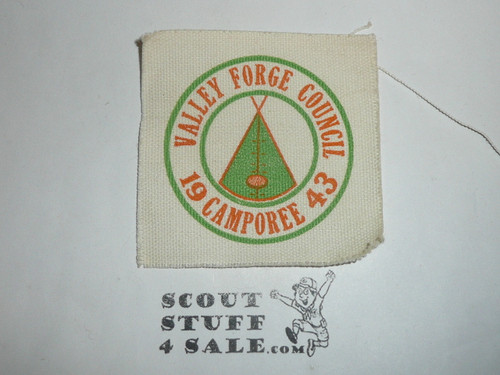 VALLEY FORGE COUNCIL
19 CAMPOREE 43
SCOUT
STUFF
4 SALE.COM